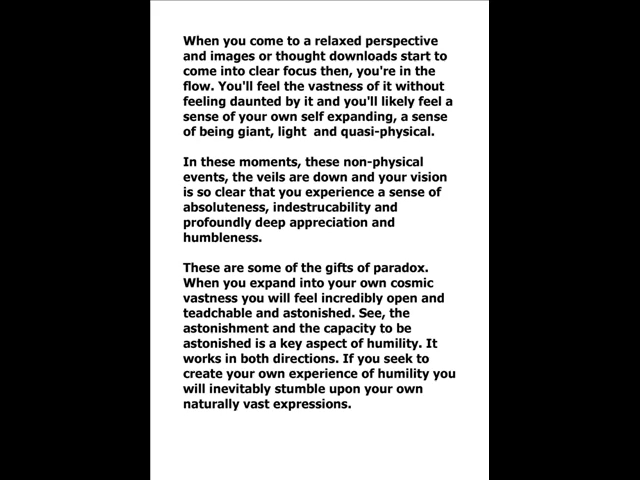 When you come to a relaxed perspective
and images or thought downloads start to
come into clear focus then, you're in the
flow. You'll feel the vastness of it without
feeling daunted by it and you'll likely feel a
sense of your own self expanding, a sense
of being giant, light  and quasi-physical.

In these moments, these non-physical
events, the veils are down and your vision
is so clear that you experience a sense of
absoluteness, indestrucability and
profoundly deep appreciation and
humbleness.

These are some of the gifts of paradox.
When you expand into your own cosmic
vastness you will feel incredibly open and
teadchable and astonished. See, the
astonishment and the capacity to be
astonished is a key aspect of humility. It
works in both directions. If you seek to
create your own experience of humility you
will inevitably stumble upon your own
naturally vast expressions.